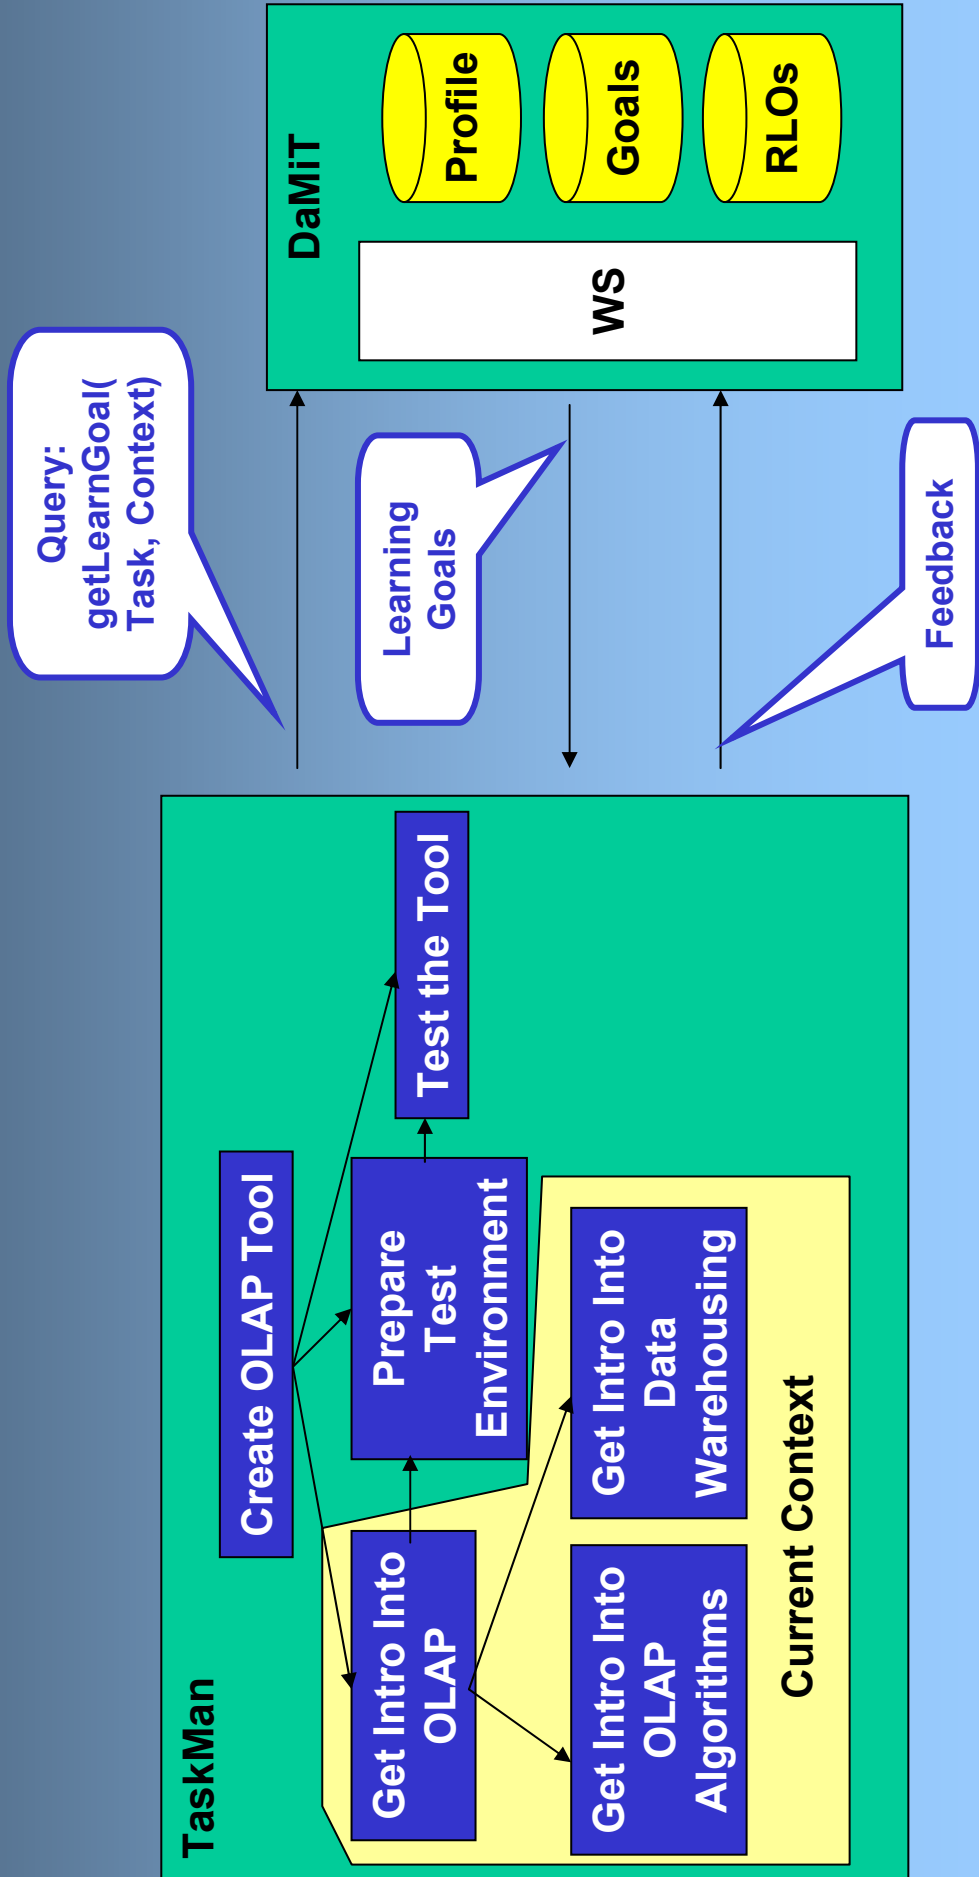 TaskMan
Create OLAP Tool
Get Intro Into
OLAP
Prepare
Test
Environment
Test the Tool
Get Intro Into
OLAP
Algorithms
Get Intro Into
Data
Warehousing
Current Context
Query:
getLearnGoal(
Task, Context)
Learning
Goals
Feedback
DaMiT
WS
Profile
Goals
RLOs